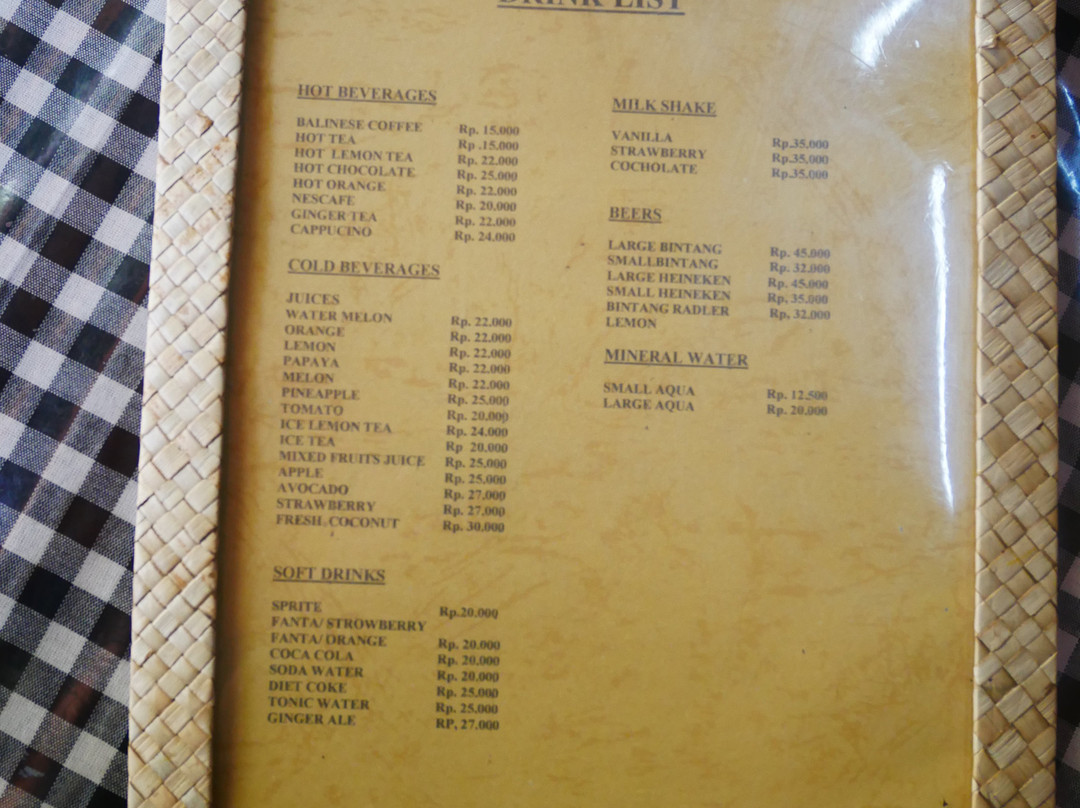 DRINK LIST
HOT BEVERAGES
BALINESE COFFEE Rp. 15.000
HOT TEA Rp .15.000
HOT LEMON TEA Rp. 22.000
HOT CHOCOLATE Rp. 25.000
HOT ORANGE Rp. 22.000
NESCAFE Rp. 20.000
GINGER TEA Rp. 22.000
CAPPUCINO Rp. 24.000
COLD BEVERAGES
JUICES
WATER MELON Rp. 22.000
ORANGE Rp. 22.000
LEMON Rp. 22.000
PAPAYA Rp. 22.000
MELON Rp. 22.000
PINEAPPLE Rp. 25.000
TOMATO Rp. 20.000
ICE LEMON TEA Rp. 24.000
ICE TEA Rp 20.000
MIXED FRUITS JUICE Rp. 25.000
APPLE Rp. 25.000
AVOCADO Rp. 27.000
STRAWBERRY Rp. 27.000
FRESH. COCONUT Rp. 30.000
SOFT DRINKS
SPRITE Rp.20.000
FANTA/ STROWBERRY
FANTA/ ORANGE Rp. 20.000
COCA COLA Rp. 20.000
SODA WATER Rp. 20.000
DIET COKE Rp. 25.000
TONIC WATER Rp. 25.000
GINGER ALE RP, 27.000
MILK SHAKE
VANILLA Rp.35.000
STRAWBERRY Rp.35.000
COCHOLATE Rp.35.000
BEERS
LARGE BINTANG Rp. 45.000
SMALLBINTANG Rp. 32.000
LARGE HEINEKEN Rp. 45.000
SMALL HEINEKEN Rp. 35.000
BINTANG RADLER Rp. 32.000
LEMON
MINERAL WATER
SMALL AQUA Rp. 12.500
LARGE AQUA Rp. 20.000